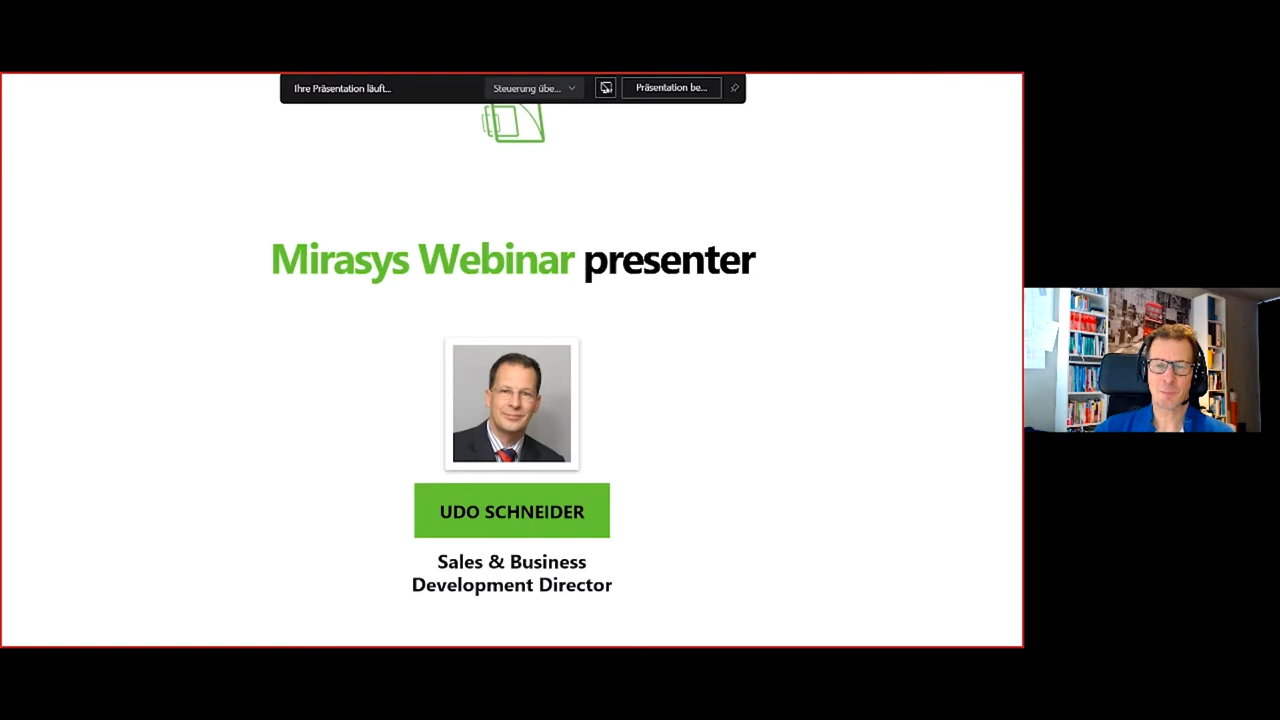 Ihre Präsentation läuft...
Steuerung übe...
Präsentation be...
Mirasys Webinar presenter
UDO SCHNEIDER
Sales & Business
Development Director